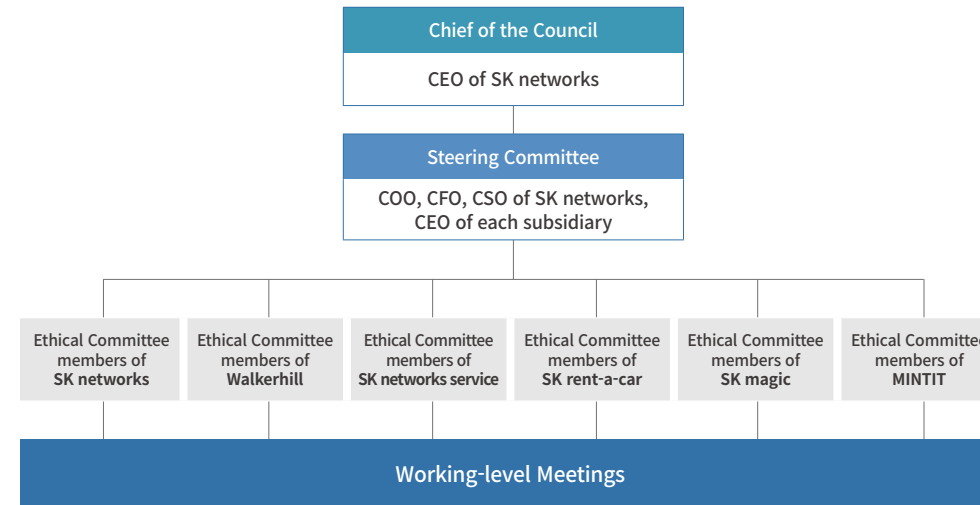 Chief of the Council
CEO of SK networks
Steering Committee
COO, CFO, CSO of SK networks,
CEO of each subsidiary
Ethical Committee
members of
SK networks
Ethical Committee
members of
Walkerhill
Ethical Committee
members of
SK networks service
Ethical Committee
members of
SK rent-a-car
Ethical Committee
members of
SK magic
Ethical Committee
members of
MINTIT
Working-level Meetings